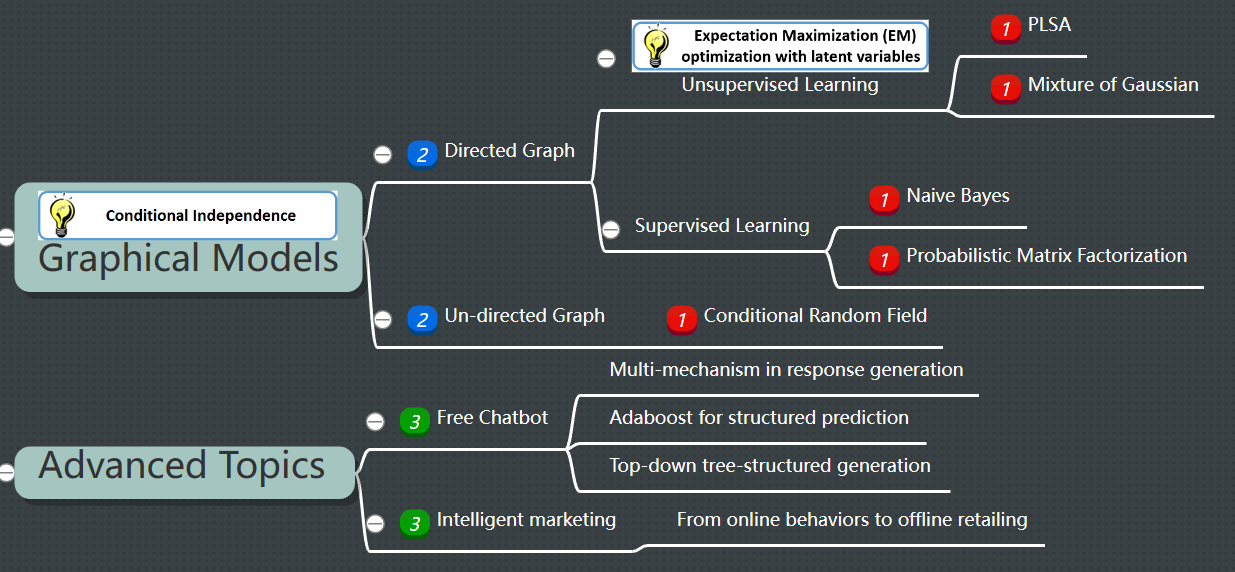 Expectation Maximization (EM)
optimization with latent variables
Unsupervised Learning
1 PLSA
1 Mixture of Gaussian
2 Directed Graph
Conditional Independence
Graphical Models
Supervised Learning
1 Naive Bayes
1 Probabilistic Matrix Factorization
2 Un-directed Graph
1 Conditional Random Field
Multi-mechanism in response generation
3 Free Chatbot
Adaboost for structured prediction
Top-down tree-structured generation
Advanced Topics
3 Intelligent marketing
From online behaviors to offline retailing